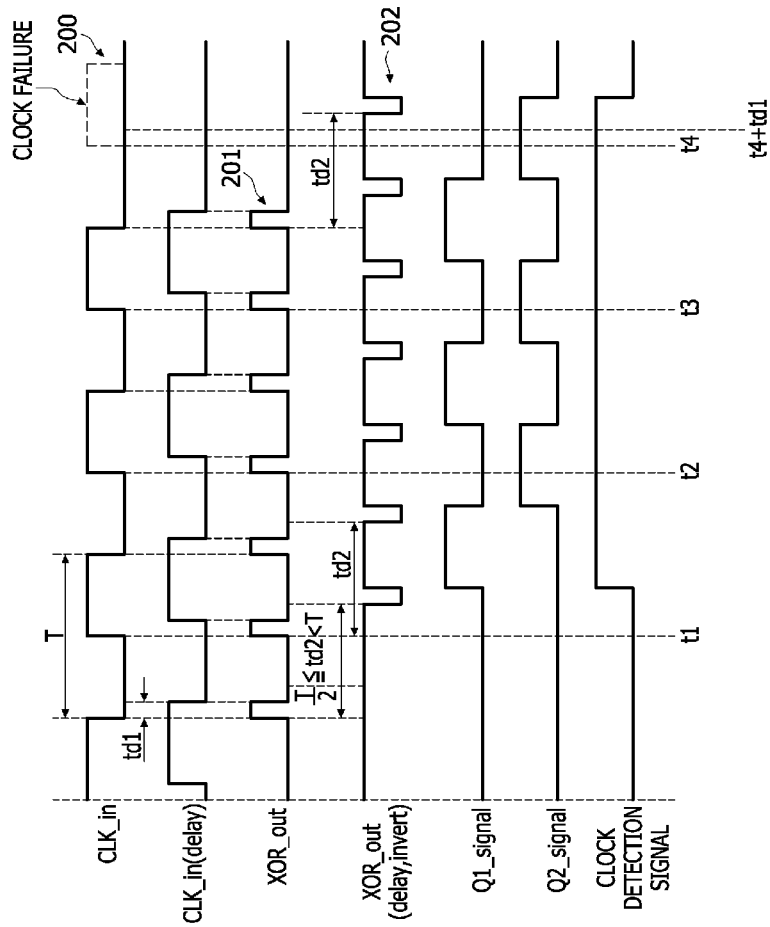 CLOCK FAILURE
200
CLK_in
T
td1
CLK_in(delay)
201
XOR_out
T/2 ≦ td2<T
td2
td2
202
XOR_out
(delay,invert)
Q1_signal
Q2_signal
CLOCK
DETECTION
SIGNAL
t1
t2
t3
t4
t4+td1